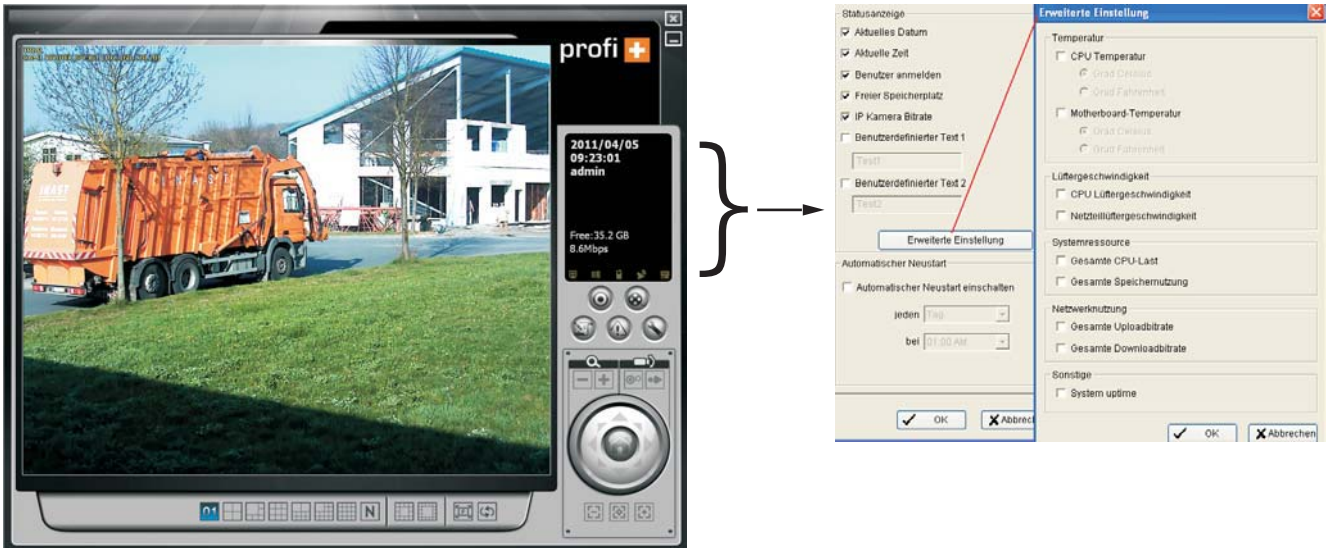 profi
2011/04/05
09:23:01
admin
Free:35.2 GB
8.6Mbps
01
N
Statusanzeige
Aktuelles Datum
Aktuelle Zeit
Benutzer anmelden
Freier Speicherplatz
IP Kamera Bitrate
Benutzerdefinierter Text 1
Test1
Benutzerdefinierter Text 2
Test2
Erweiterte Einstellung
Automatischer Neustart
Automatischer Neustart einschalten
jeden Tag
bei 01:00 AM
OK
Abbrec
Erweiterte Einstellung
Temperatur
CPU Temperatur
Grad Celsius
Grad Fahrenheit
Motherboard-Temperatur
Grad Celsius
Grad Fahrenheit
Lüftergeschwindigkeit
CPU Lüftergeschwindigkeit
Netzteillüftergeschwindigkeit
Systemressource
Gesamte CPU-Last
Gesamte Speichernutzung
Netzwerknutzung
Gesamte Uploadbitrate
Gesamte Downloadbitrate
Sonstige
System uptime
OK
Abbrechen